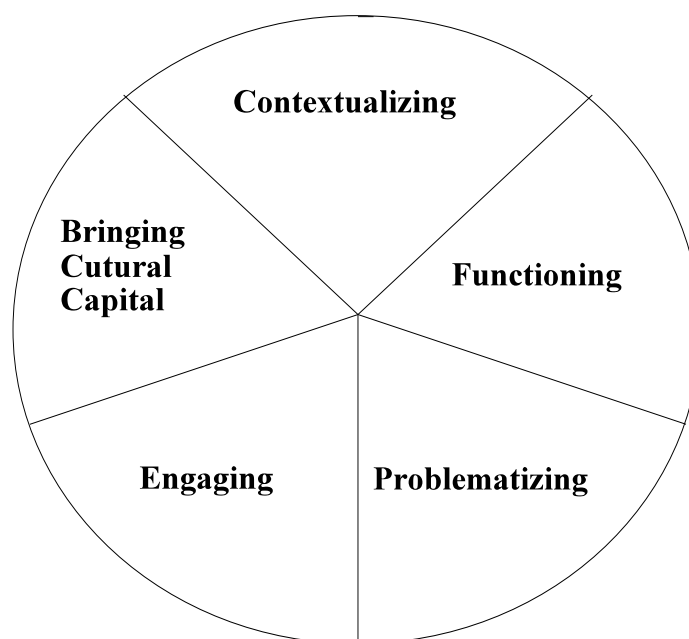 Contextualizing
Bringing
Cutural
Capital
Functioning
Engaging
Problematizing